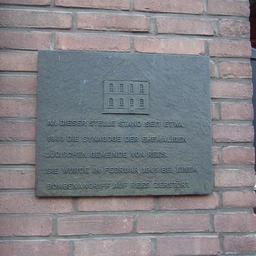 AN DIESER STELLE STAND SEIT ETWA
DIE SYNAGOGE DER EHEMALIGEN
JÜDISCHEN GEMEINDE VON REES.
SIE WURDE IM FEBRUAR 1945 BEI EINEM
BOMBENANGRIFF AUF REES ZERSTÖRT.